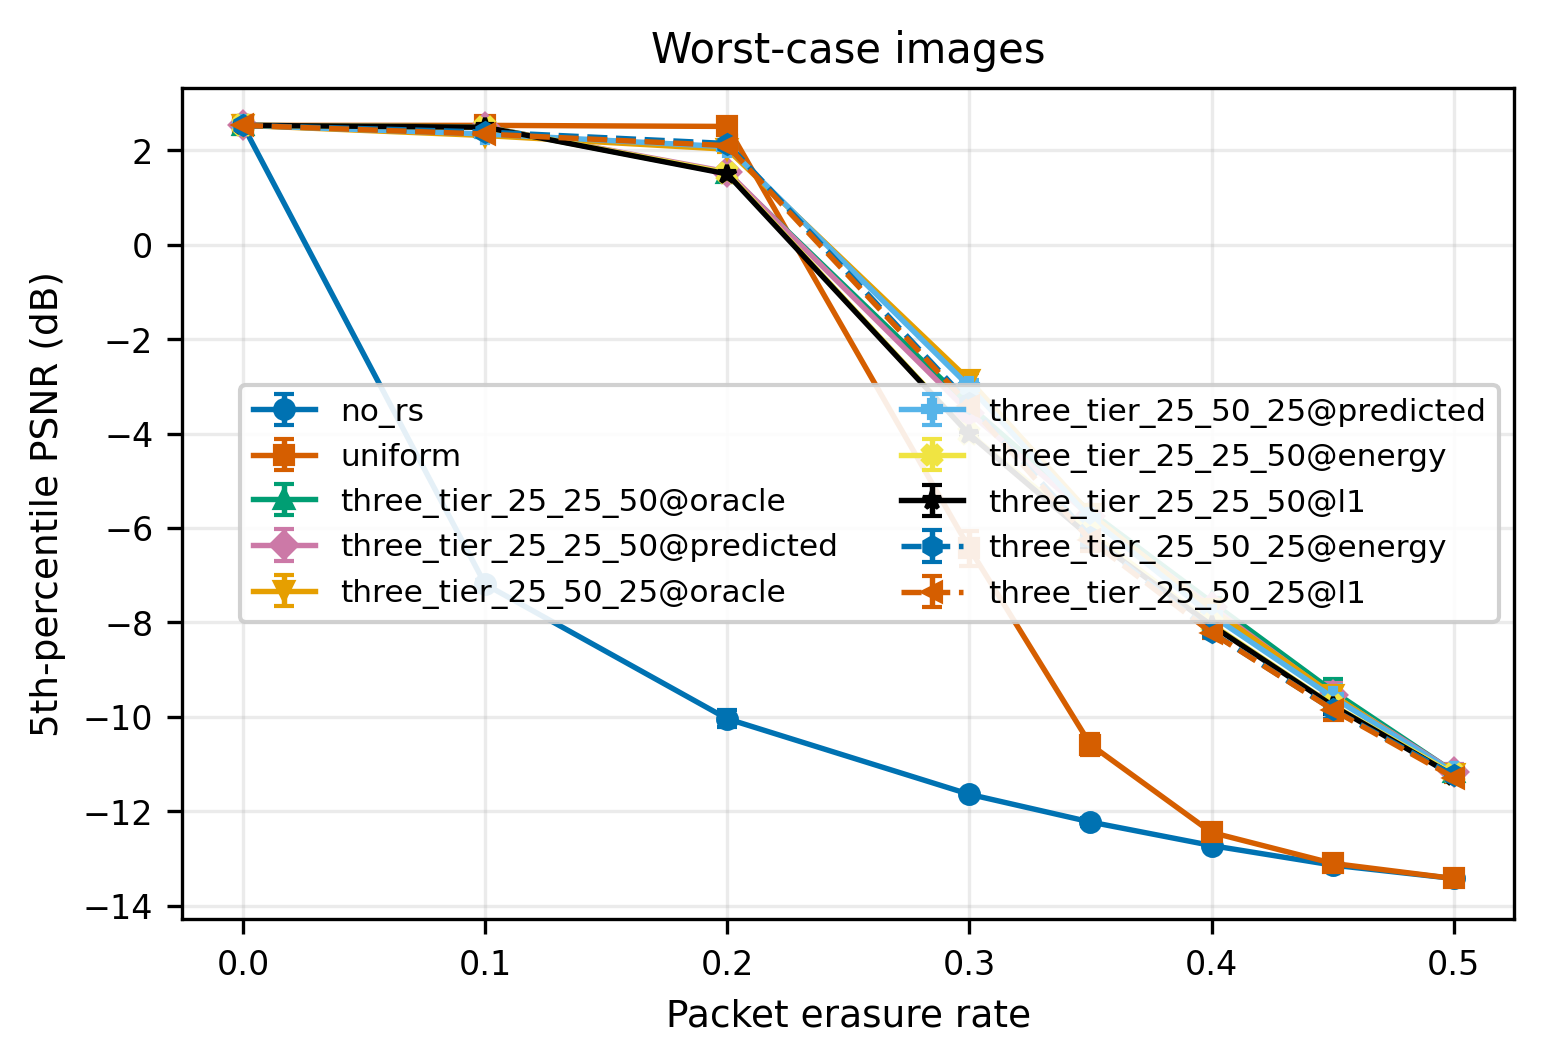 Worst-case images
5th-percentile PSNR (dB)
2
0
−2
−4
−6
−8
−10
−12
−14
no_rs
uniform
three_tier_25_25_50@oracle
three_tier_25_25_50@predicted
three_tier_25_50_25@oracle
three_tier_25_50_25@predicted
three_tier_25_25_50@energy
three_tier_25_25_50@l1
three_tier_25_50_25@energy
three_tier_25_50_25@l1
0.0 0.1 0.2 0.3 0.4 0.5
Packet erasure rate